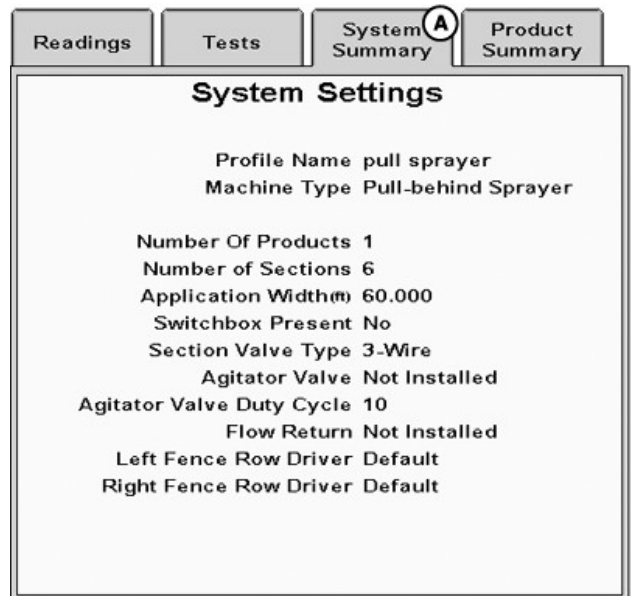 Readings
Tests
System
Summary
A
Product
Summary
System Settings
Profile Name pull sprayer
Machine Type Pull-behind Sprayer
Number Of Products 1
Number of Sections 6
Application Width(ft) 60.000
Switchbox Present No
Section Valve Type 3-Wire
Agitator Valve Not Installed
Agitator Valve Duty Cycle 10
Flow Return Not Installed
Left Fence Row Driver Default
Right Fence Row Driver Default